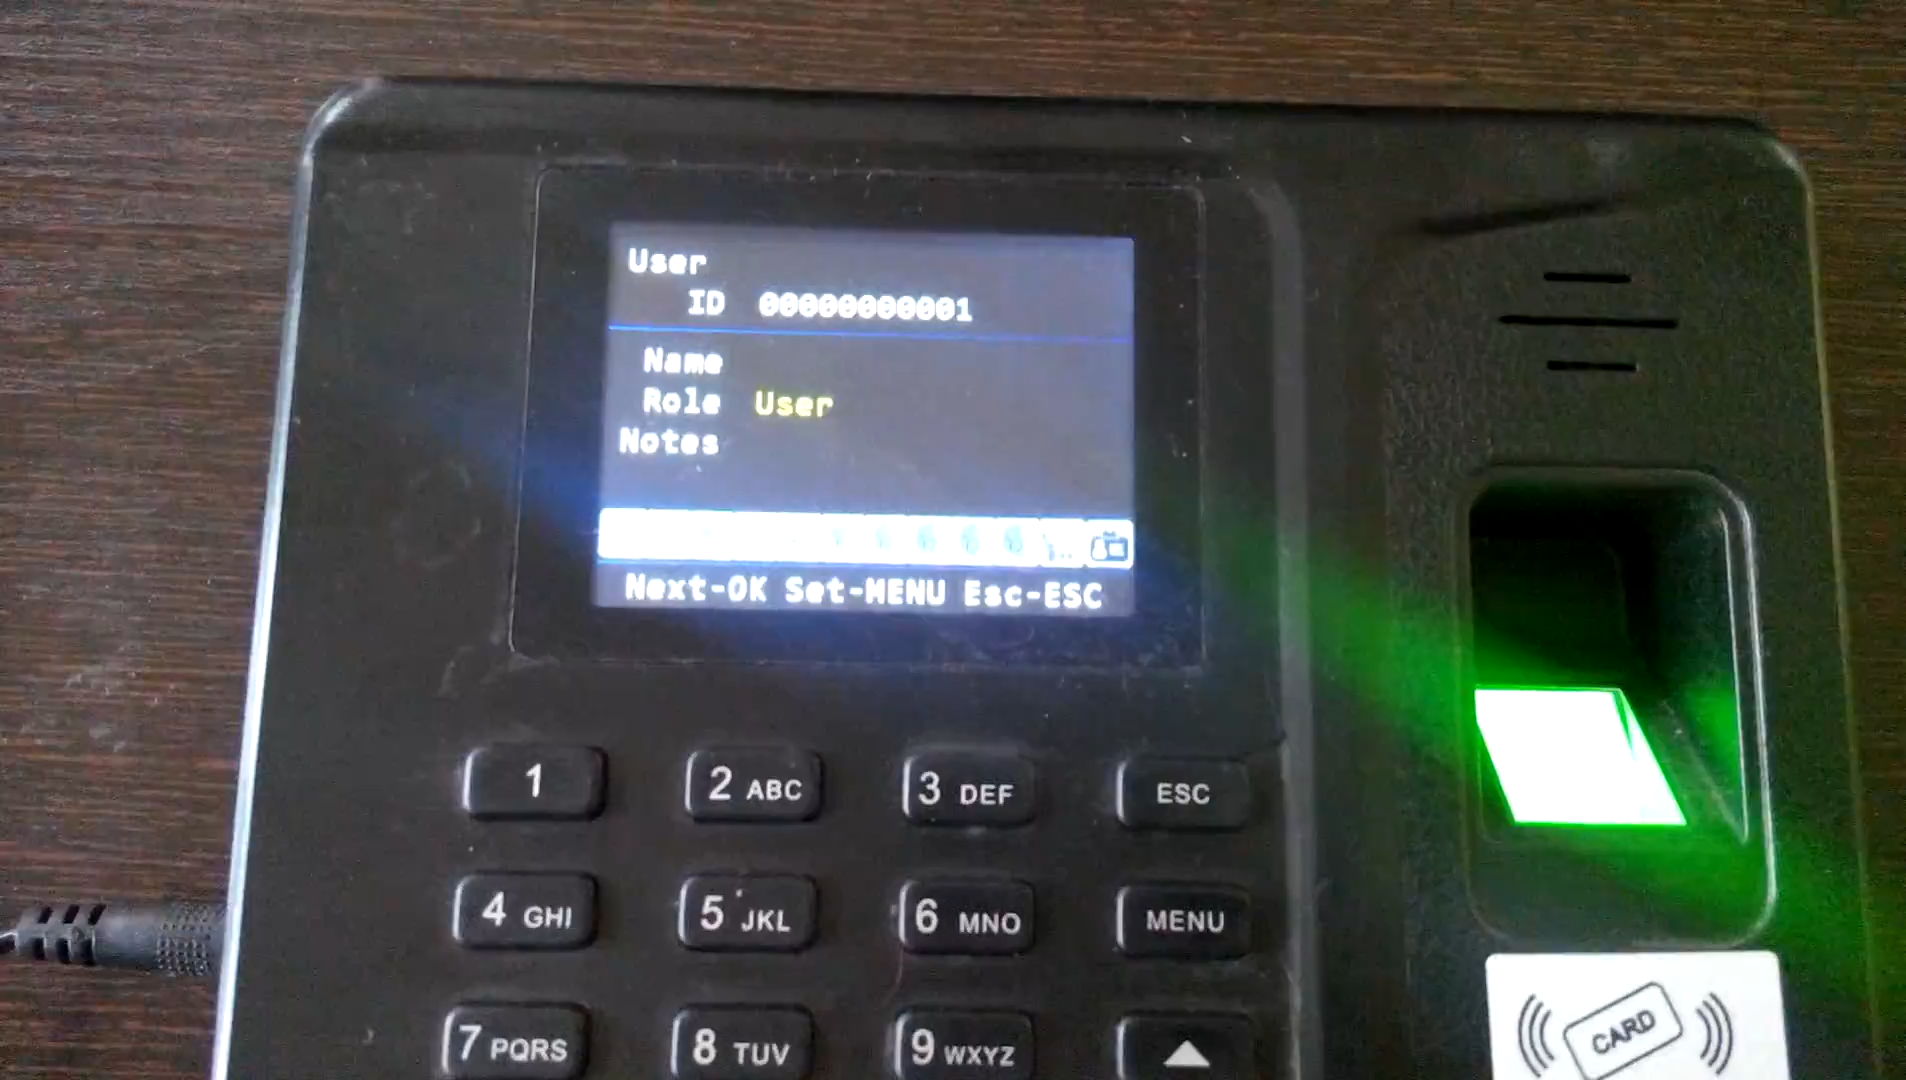 User
ID 00000000001
Name
Role User
Notes
Next-OK Set-MENU Esc-ESC
1
2 ABC
3 DEF
ESC
4 GHI
5 JKL
6 MNO
MENU
7 PQRS
8 TUV
9 WXYZ
CARD